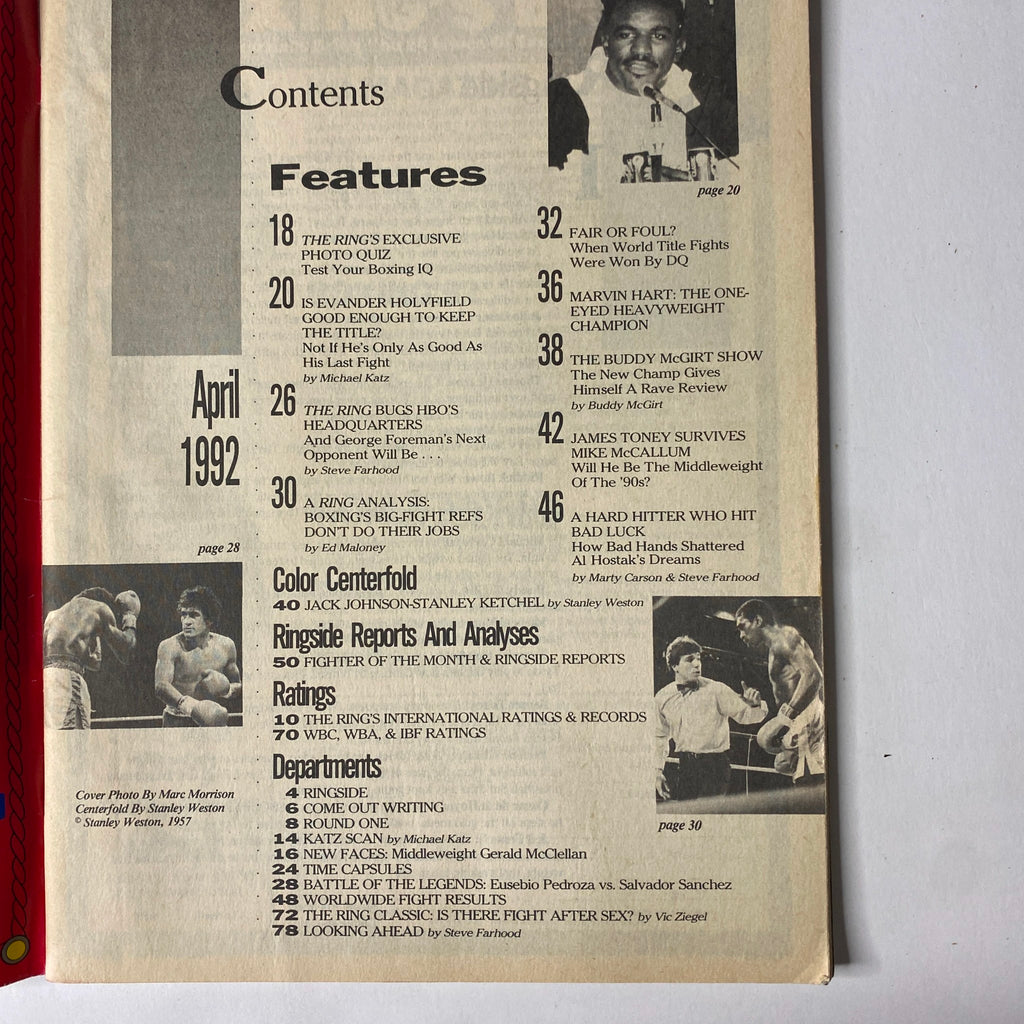 Contents
page 20
Features
18 THE RING'S EXCLUSIVE
PHOTO QUIZ
Test Your Boxing IQ
20 IS EVANDER HOLYFIELD
GOOD ENOUGH TO KEEP
THE TITLE?
Not If He's Only As Good As
His Last Fight
by Michael Katz
26 THE RING BUGS HBO'S
HEADQUARTERS
And George Foreman's Next
Opponent Will Be . . .
by Steve Farhood
30 A RING ANALYSIS:
BOXING'S BIG-FIGHT REFS
DON'T DO THEIR JOBS
by Ed Maloney
32 FAIR OR FOUL?
When World Title Fights
Were Won By DQ
36 MARVIN HART: THE ONE-
EYED HEAVYWEIGHT
CHAMPION
38 THE BUDDY McGIRT SHOW
The New Champ Gives
Himself A Rave Review
by Buddy McGirt
42 JAMES TONEY SURVIVES
MIKE McCALLUM
Will He Be The Middleweight
Of The '90s?
46 A HARD HITTER WHO HIT
BAD LUCK
How Bad Hands Shattered
Al Hostak's Dreams
by Marty Carson & Steve Farhood
April
1992
page 28
Color Centerfold
40 JACK JOHNSON-STANLEY KETCHEL by Stanley Weston
Ringside Reports And Analyses
50 FIGHTER OF THE MONTH & RINGSIDE REPORTS
Ratings
10 THE RING'S INTERNATIONAL RATINGS & RECORDS
70 WBC, WBA, & IBF RATINGS
Departments
4 RINGSIDE
6 COME OUT WRITING
8 ROUND ONE
14 KATZ SCAN by Michael Katz
16 NEW FACES: Middleweight Gerald McClellan
24 TIME CAPSULES
28 BATTLE OF THE LEGENDS: Eusebio Pedroza vs. Salvador Sanchez
48 WORLDWIDE FIGHT RESULTS
72 THE RING CLASSIC: IS THERE FIGHT AFTER SEX? by Vic Ziegel
78 LOOKING AHEAD by Steve Farhood
Cover Photo By Marc Morrison
Centerfold By Stanley Weston
© Stanley Weston, 1957
page 30